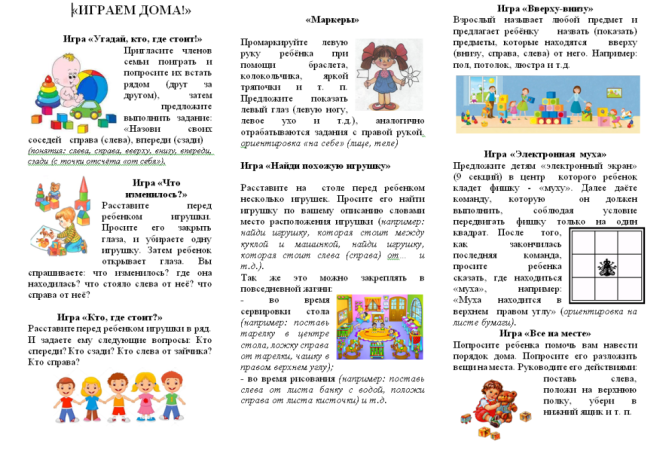 «ИГРАЕМ ДОМА!»
Игра «Угадай, кто, где стоит!»
Пригласите членов
семьи поиграть и
попросите их встать
рядом (друг за
другом), затем
предложите
выполнить задание:
«Назови своих
соседей справа (слева), впереди (сзади)
(понятия: слева, справа, вверху, внизу, впереди,
сзади (с точки отсчёта «от себя»).
Игра «Что
изменилось?»
Расставьте перед
ребенком игрушки.
Просите его закрыть
глаза, и убираете одну
игрушку. Затем ребенок
открывает глаза. Вы
спрашиваете: что изменилось? где она
находилась? что стояло слева от неё? что
справа от неё?
Игра «Кто, где стоит?»
Расставьте перед ребенком игрушки в ряд.
И задаете ему следующие вопросы: Кто
спереди? Кто сзади? Кто слева от зайчика?
Кто справа?
«Маркеры»
Промаркируйте левую
руку ребёнка при
помощи браслета,
колокольчика, яркой
тряпочки и т. п.
Предложите показать
левый глаз (левую ногу,
левое ухо и т.д.), аналогично
отрабатываются задания с правой рукой,
ориентировка «на себе» (лице, теле)
Игра «Найди похожую игрушку»
Расставьте на столе перед ребенком
несколько игрушек. Просите его найти
игрушку по вашему описанию словами
место расположения игрушки (например:
найди игрушку, которая стоит между
куклой и машинкой, найди игрушку,
которая стоит слева (справа) от… и
т.д.).
Так же это можно закреплять в
повседневной жизни:
- во время
сервировки стола
(например: поставь
тарелку в центре
стола, ложку справа
от тарелки, чашку в
правом верхнем углу);
- во время рисования (например: поставь
слева от листа банку с водой, положи
справа от листа кисточки) и т.д.
Игра «Вверху-внизу»
Взрослый называет любой предмет и
предлагает ребёнку назвать (показать)
предметы, которые находятся вверху
(внизу, справа, слева) от него. Например:
пол, потолок, люстра и т.д.
Игра «Электронная муха»
Предложите детям «электронный экран»
(9 секций) в центр которого ребенок
кладет фишку - «муху». Далее даёте
команду, которую он должен
выполнить, соблюдая условие
передвигать фишку только на один
квадрат. После того,
как закончилась
последняя команда,
просите ребенка
сказать, где находиться
«муха», например:
«Муха находится в
верхнем правом углу» (ориентировка на
листе бумаги).
Игра «Все на месте»
Попросите ребенка помочь вам навести
порядок дома. Попросите его разложить
вещи на места. Руководите его действиями:
поставь слева,
положи на верхнюю
полку, убери в
нижний ящик и т. п.